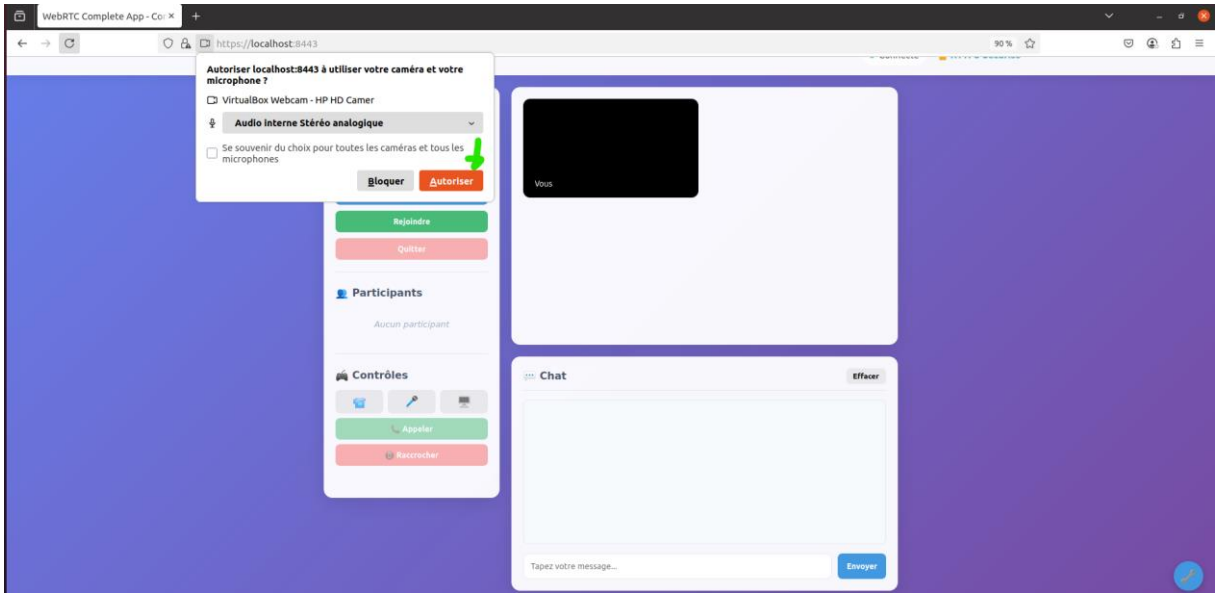 WebRTC Complete App - Co
https://localhost:8443
90 %
Autoriser localhost:8443 à utiliser votre caméra et votre
microphone ?
VirtualBox Webcam - HP HD Camer
Audio interne Stéréo analogique
Se souvenir du choix pour toutes les caméras et tous les
microphones
Bloquer
Autoriser
Rejoindre
Quitter
Participants
Aucun participant
Contrôles
Appeler
Raccrocher
Vous
Chat
Effacer
Tapez votre message...
Envoyer